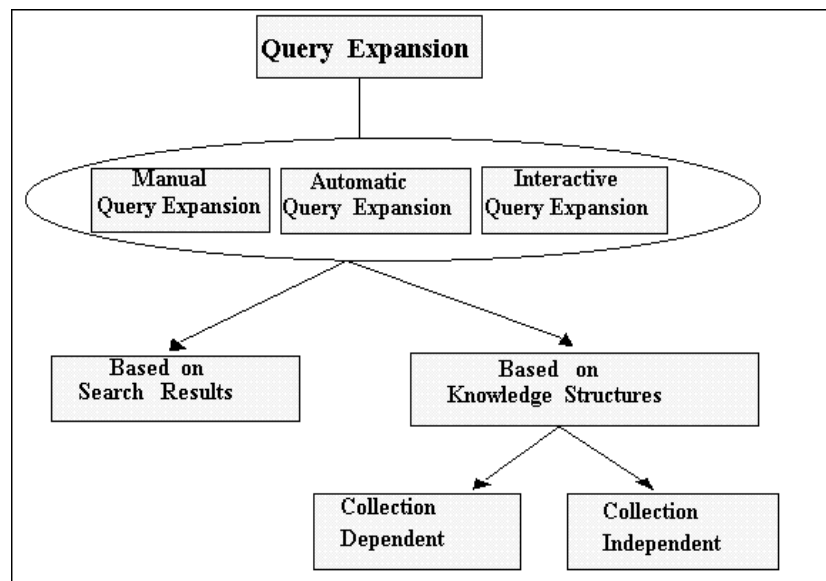 Query Expansion
Manual
Query Expansion
Automatic
Query Expansion
Interactive
Query Expansion
Based on
Search Results
Based on
Knowledge Structures
Collection
Dependent
Collection
Independent